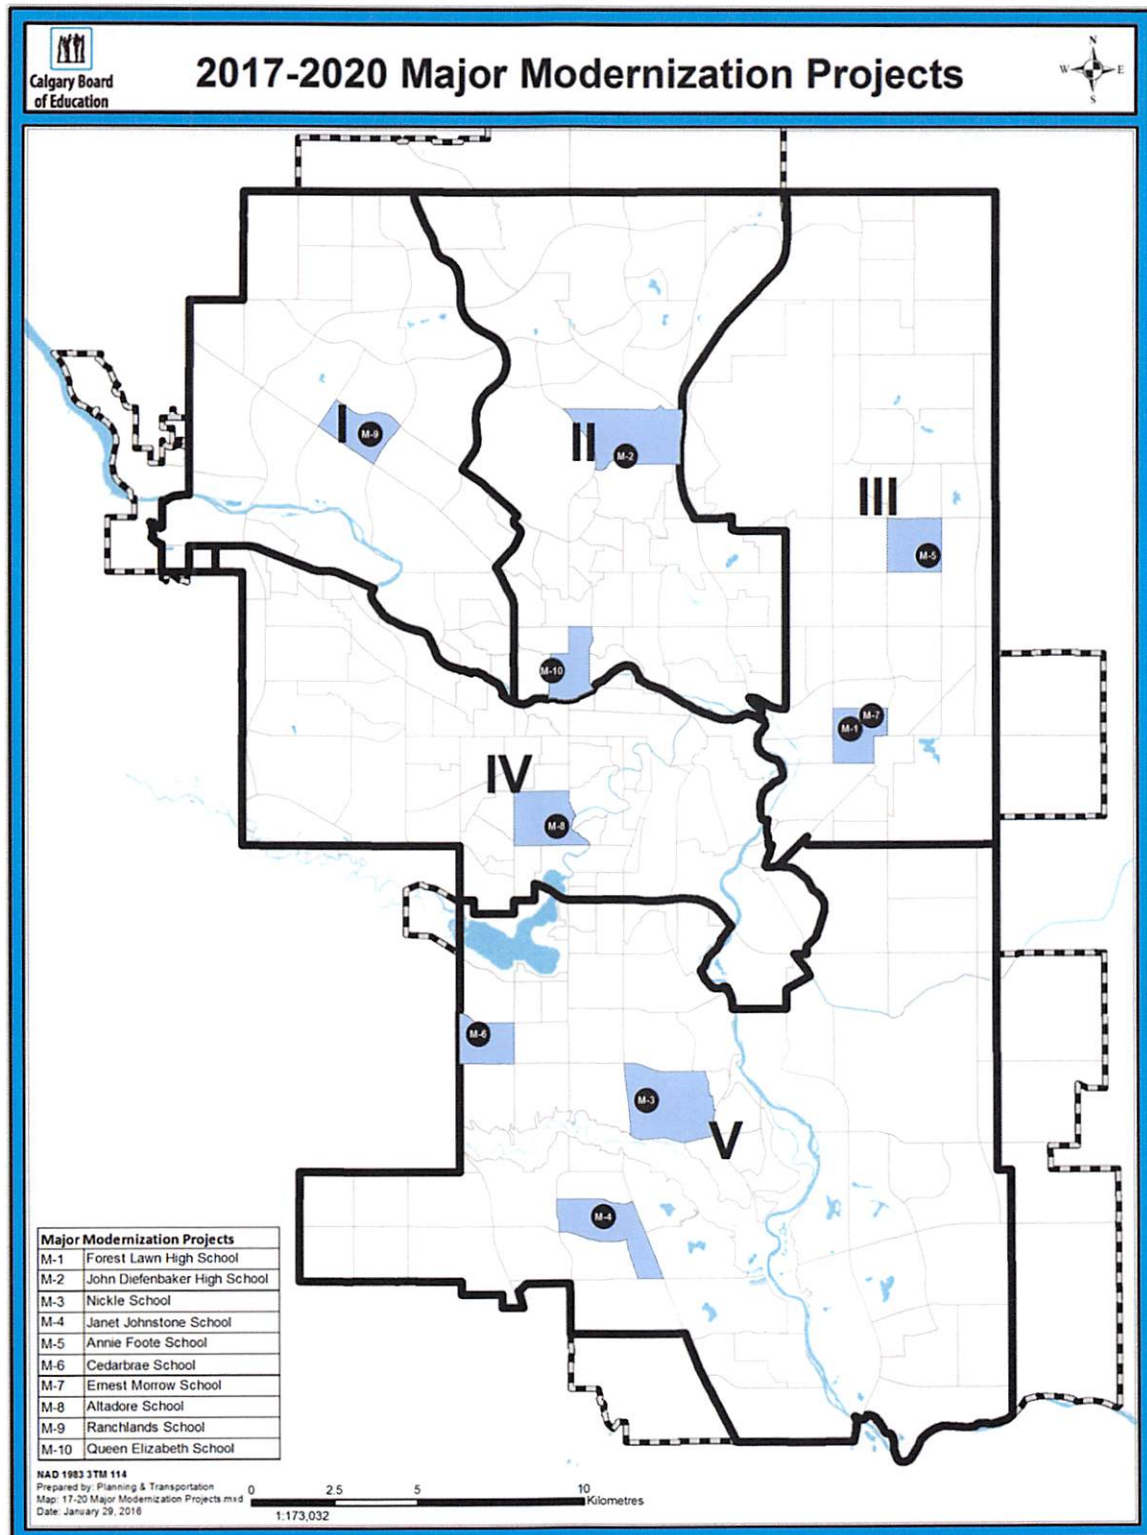 Calgary Board
of Education
2017-2020 Major Modernization Projects
N
W E
S
I
M-9
II
M-2
III
M-5
M-10
M-7
M-1
IV
M-8
M-6
M-3
V
M-4
Major Modernization Projects
M-1 Forest Lawn High School
M-2 John Diefenbaker High School
M-3 Nickle School
M-4 Janet Johnstone School
M-5 Annie Foote School
M-6 Cedarbrae School
M-7 Ernest Morrow School
M-8 Altadore School
M-9 Ranchlands School
M-10 Queen Elizabeth School
NAD 1983 3TM 114
Prepared by: Planning & Transportation
Map: 17-20 Major Modernization Projects.mxd
Date: January 29, 2016
0 2.5 5 10
Kilometres
1:173,032